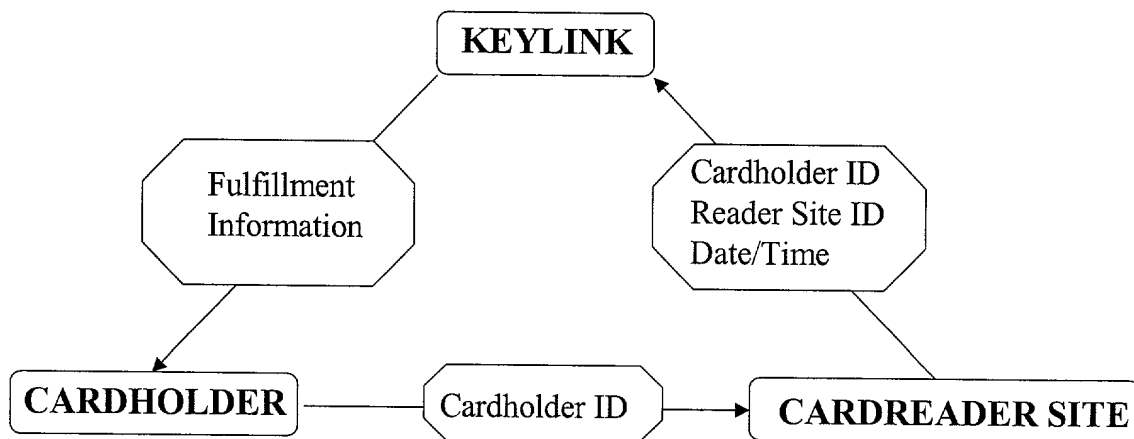 KEYLINK
Fulfillment
Information
Cardholder ID
Reader Site ID
Date/Time
CARDHOLDER
Cardholder ID
CARDREADER SITE